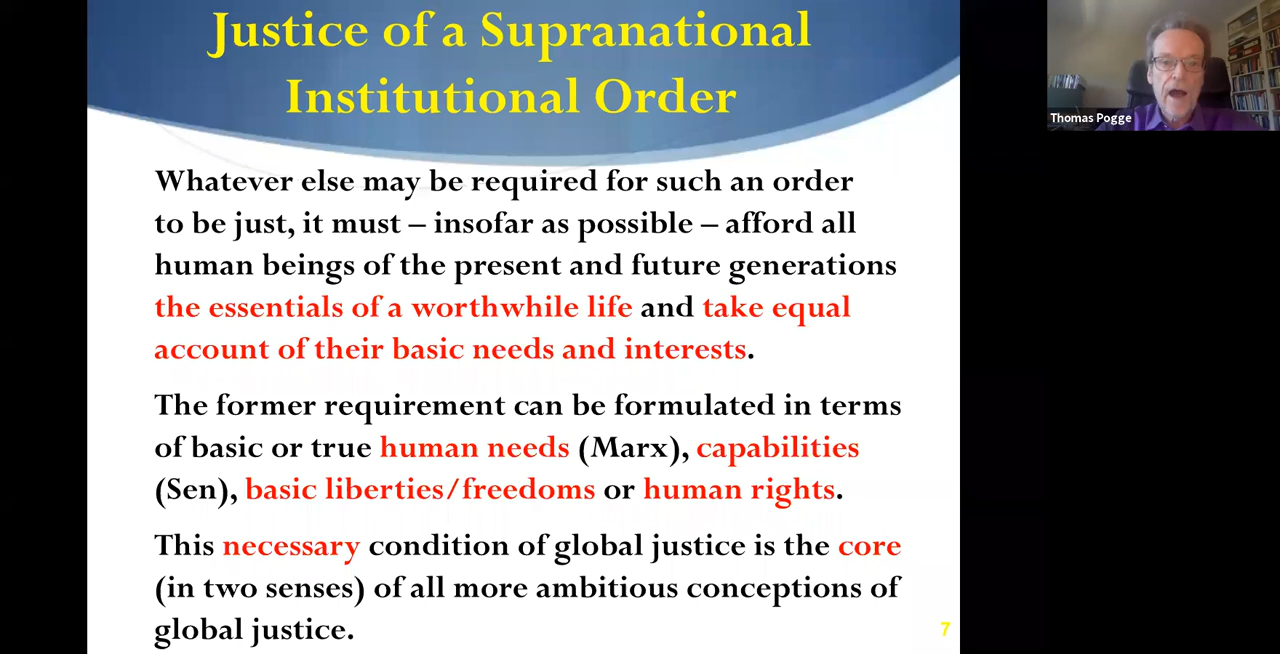 Justice of a Supranational
Institutional Order
Thomas Pogge
Whatever else may be required for such an order
to be just, it must – insofar as possible – afford all
human beings of the present and future generations
the essentials of a worthwhile life and take equal
account of their basic needs and interests.
The former requirement can be formulated in terms
of basic or true human needs (Marx), capabilities
(Sen), basic liberties/freedoms or human rights.
This necessary condition of global justice is the core
(in two senses) of all more ambitious conceptions of
global justice.
7